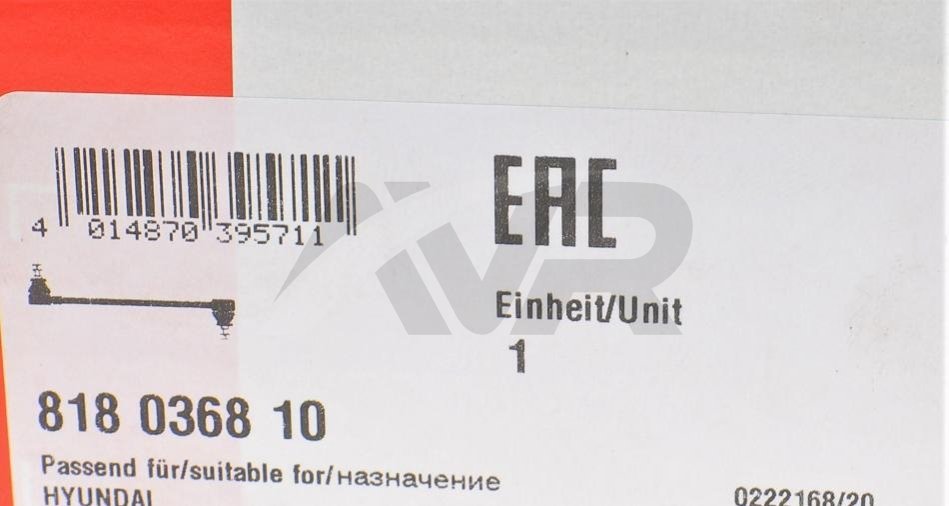 EAC
4 014870 395711
Einheit/Unit
1
818 0368 10
Passend für/suitable for/назначение
HYUNDAI
0222168/20